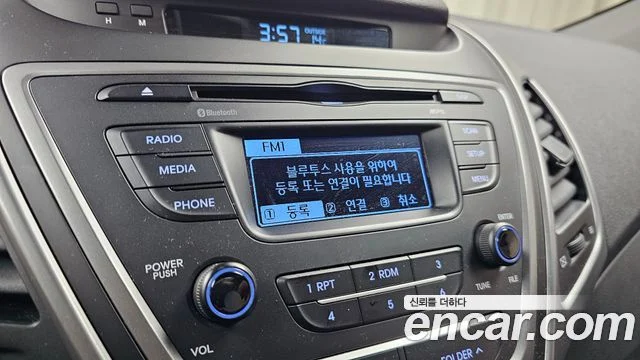 H M
3:57 OUTSIDE 14°c
Bluetooth
RADIO
MEDIA
PHONE
FM1
블루투스 사용을 위하여
등록 또는 연결이 필요합니다
① 등록 ② 연결 ③ 취소
SCAN
SETUP
MENU
POWER
PUSH
VOL
1 RPT 2 RDM 3
4 5 6
FOLDER
ENTER
TUNE FILE
신뢰를 더하다
encar.com